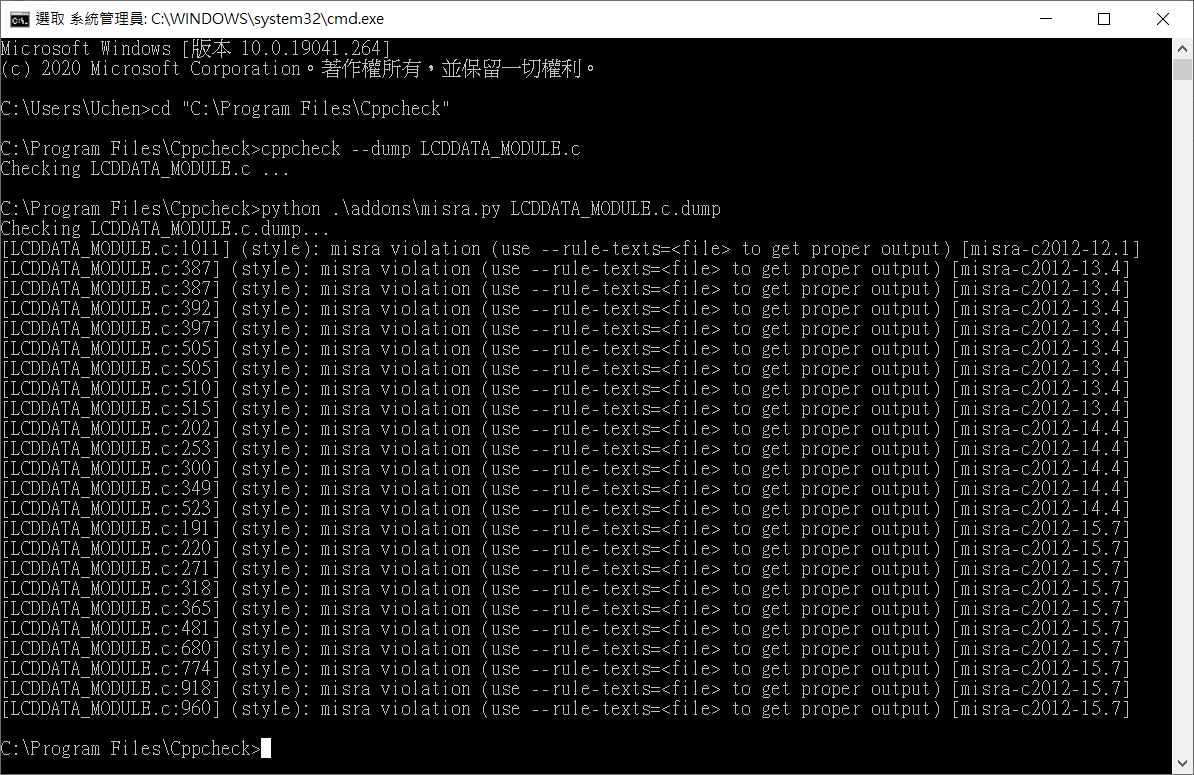 選取 系統管理員: C:\WINDOWS\system32\cmd.exe
Microsoft Windows [版本 10.0.19041.264]
(c) 2020 Microsoft Corporation。著作權所有，並保留一切權利。
C:\Users\Uchen>cd "C:\Program Files\Cppcheck"
C:\Program Files\Cppcheck>cppcheck --dump LCDDATA_MODULE.c
Checking LCDDATA_MODULE.c ...
C:\Program Files\Cppcheck>python .\addons\misra.py LCDDATA_MODULE.c.dump
Checking LCDDATA_MODULE.c.dump...
[LCDDATA_MODULE.c:1011] (style): misra violation (use --rule-texts=<file> to get proper output) [misra-c2012-12.1]
[LCDDATA_MODULE.c:387] (style): misra violation (use --rule-texts=<file> to get proper output) [misra-c2012-13.4]
[LCDDATA_MODULE.c:387] (style): misra violation (use --rule-texts=<file> to get proper output) [misra-c2012-13.4]
[LCDDATA_MODULE.c:392] (style): misra violation (use --rule-texts=<file> to get proper output) [misra-c2012-13.4]
[LCDDATA_MODULE.c:397] (style): misra violation (use --rule-texts=<file> to get proper output) [misra-c2012-13.4]
[LCDDATA_MODULE.c:505] (style): misra violation (use --rule-texts=<file> to get proper output) [misra-c2012-13.4]
[LCDDATA_MODULE.c:505] (style): misra violation (use --rule-texts=<file> to get proper output) [misra-c2012-13.4]
[LCDDATA_MODULE.c:510] (style): misra violation (use --rule-texts=<file> to get proper output) [misra-c2012-13.4]
[LCDDATA_MODULE.c:515] (style): misra violation (use --rule-texts=<file> to get proper output) [misra-c2012-13.4]
[LCDDATA_MODULE.c:202] (style): misra violation (use --rule-texts=<file> to get proper output) [misra-c2012-14.4]
[LCDDATA_MODULE.c:253] (style): misra violation (use --rule-texts=<file> to get proper output) [misra-c2012-14.4]
[LCDDATA_MODULE.c:300] (style): misra violation (use --rule-texts=<file> to get proper output) [misra-c2012-14.4]
[LCDDATA_MODULE.c:349] (style): misra violation (use --rule-texts=<file> to get proper output) [misra-c2012-14.4]
[LCDDATA_MODULE.c:523] (style): misra violation (use --rule-texts=<file> to get proper output) [misra-c2012-14.4]
[LCDDATA_MODULE.c:191] (style): misra violation (use --rule-texts=<file> to get proper output) [misra-c2012-15.7]
[LCDDATA_MODULE.c:220] (style): misra violation (use --rule-texts=<file> to get proper output) [misra-c2012-15.7]
[LCDDATA_MODULE.c:271] (style): misra violation (use --rule-texts=<file> to get proper output) [misra-c2012-15.7]
[LCDDATA_MODULE.c:318] (style): misra violation (use --rule-texts=<file> to get proper output) [misra-c2012-15.7]
[LCDDATA_MODULE.c:365] (style): misra violation (use --rule-texts=<file> to get proper output) [misra-c2012-15.7]
[LCDDATA_MODULE.c:481] (style): misra violation (use --rule-texts=<file> to get proper output) [misra-c2012-15.7]
[LCDDATA_MODULE.c:680] (style): misra violation (use --rule-texts=<file> to get proper output) [misra-c2012-15.7]
[LCDDATA_MODULE.c:774] (style): misra violation (use --rule-texts=<file> to get proper output) [misra-c2012-15.7]
[LCDDATA_MODULE.c:918] (style): misra violation (use --rule-texts=<file> to get proper output) [misra-c2012-15.7]
[LCDDATA_MODULE.c:960] (style): misra violation (use --rule-texts=<file> to get proper output) [misra-c2012-15.7]
C:\Program Files\Cppcheck>